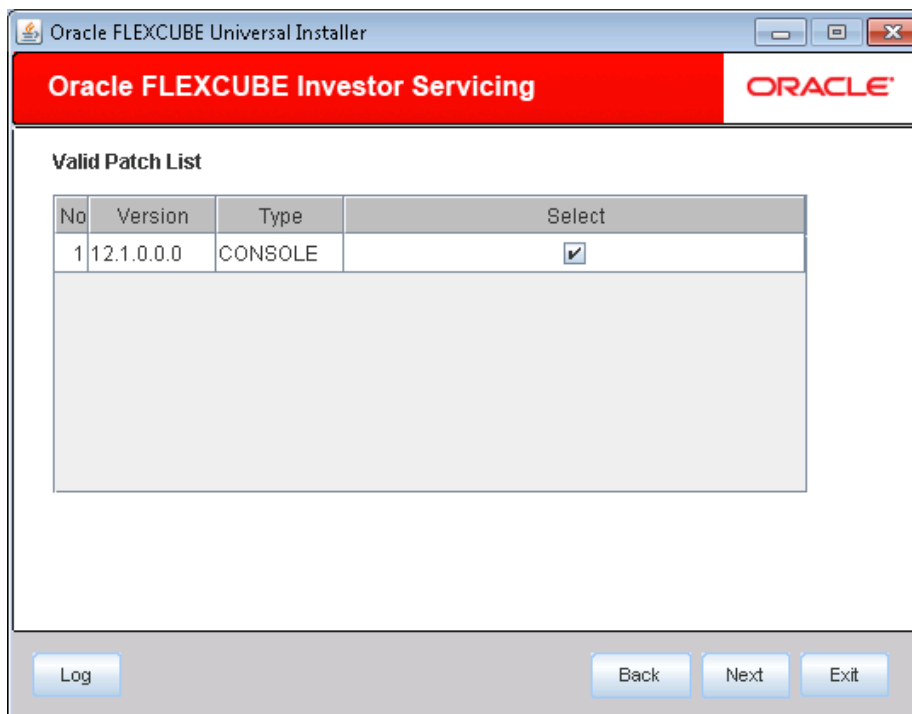 Oracle FLEXCUBE Universal Installer
Oracle FLEXCUBE Investor Servicing ORACLE
Valid Patch List
No Version Type Select
1 12.1.0.0.0 CONSOLE
Log Back Next Exit